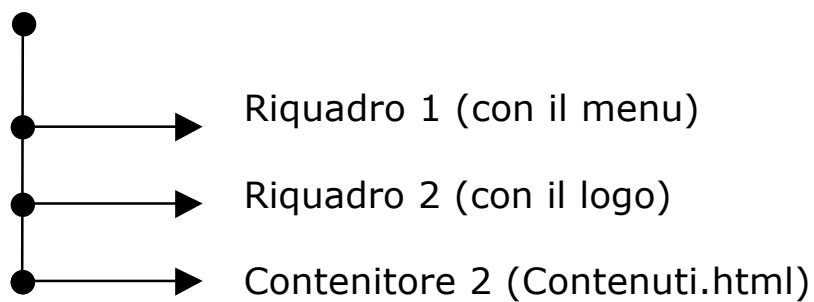 Riquadro 1 (con il menu)
Riquadro 2 (con il logo)
Contenitore 2 (Contenuti.html)